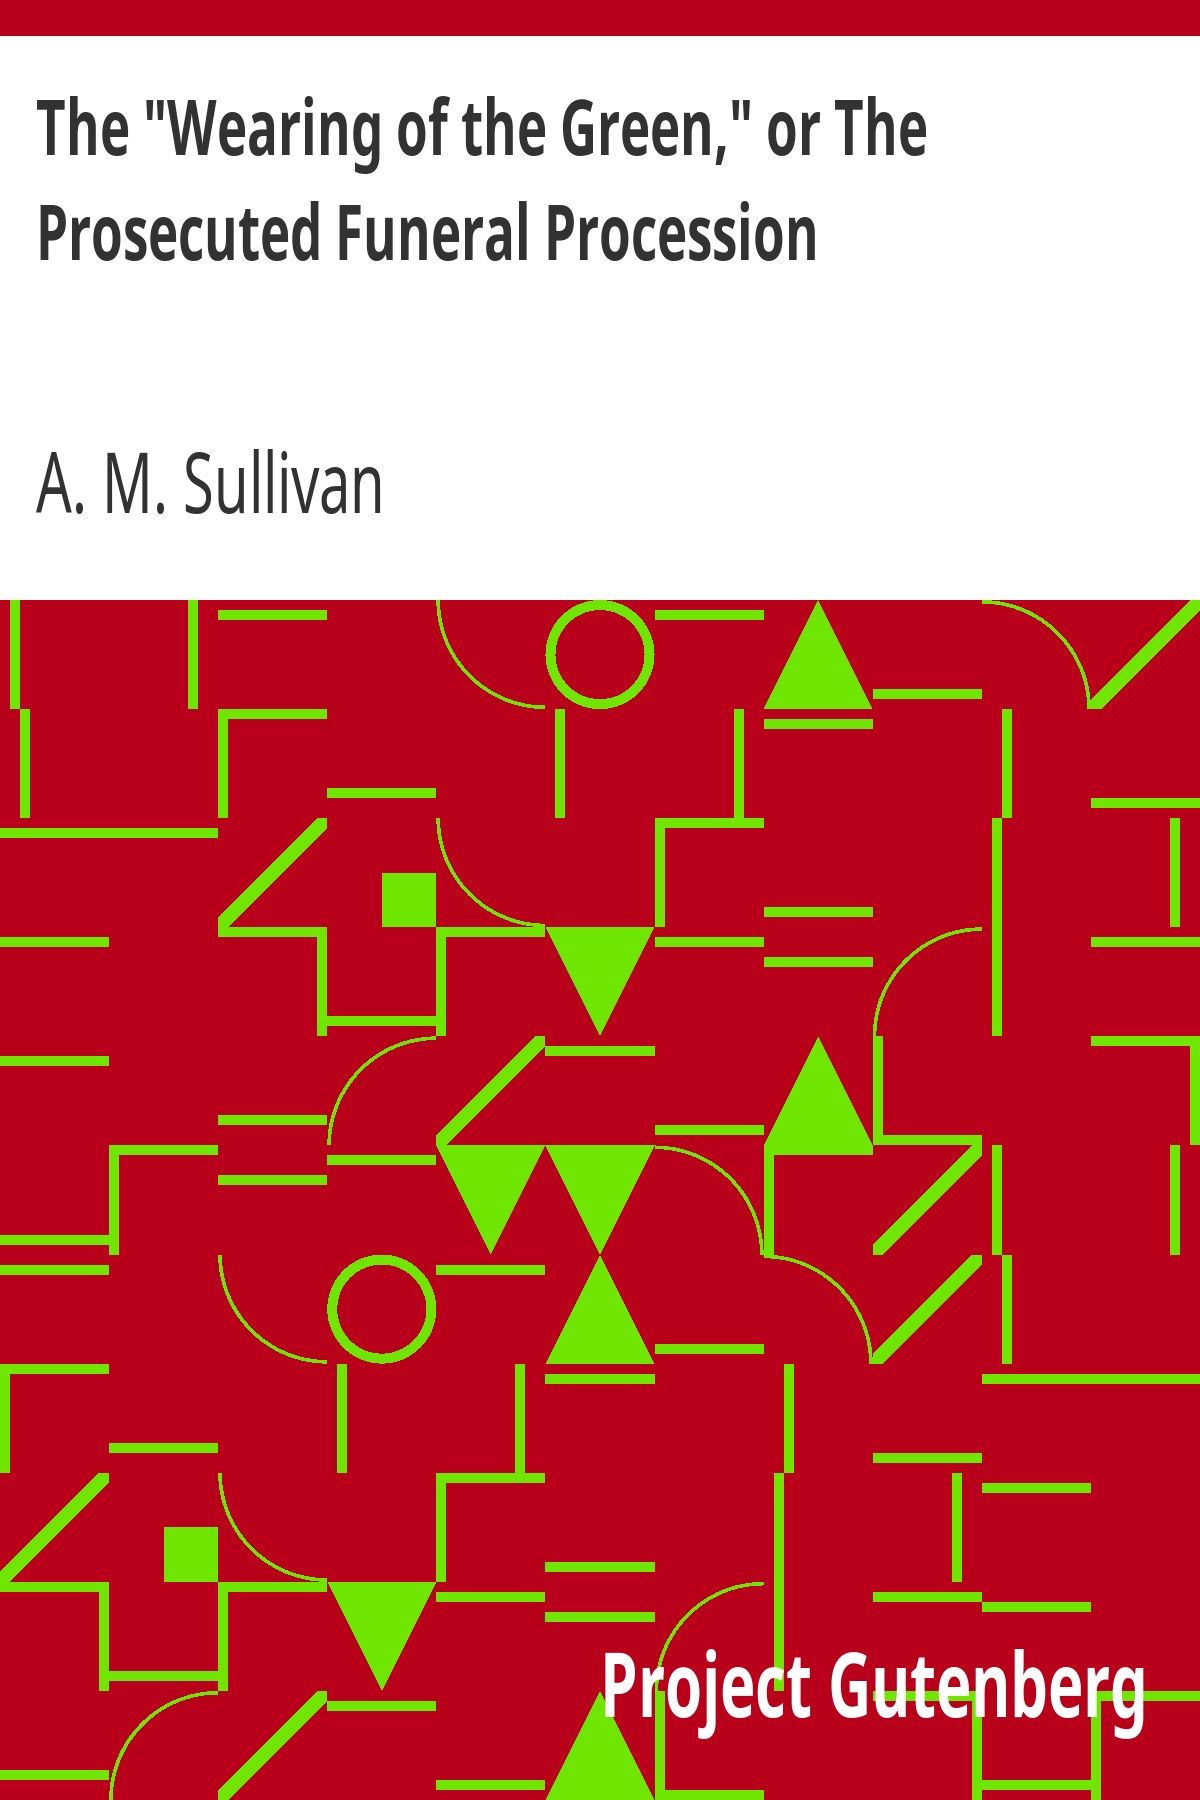 The "Wearing of the Green," or The
Prosecuted Funeral Procession
A. M. Sullivan
Project Gutenberg